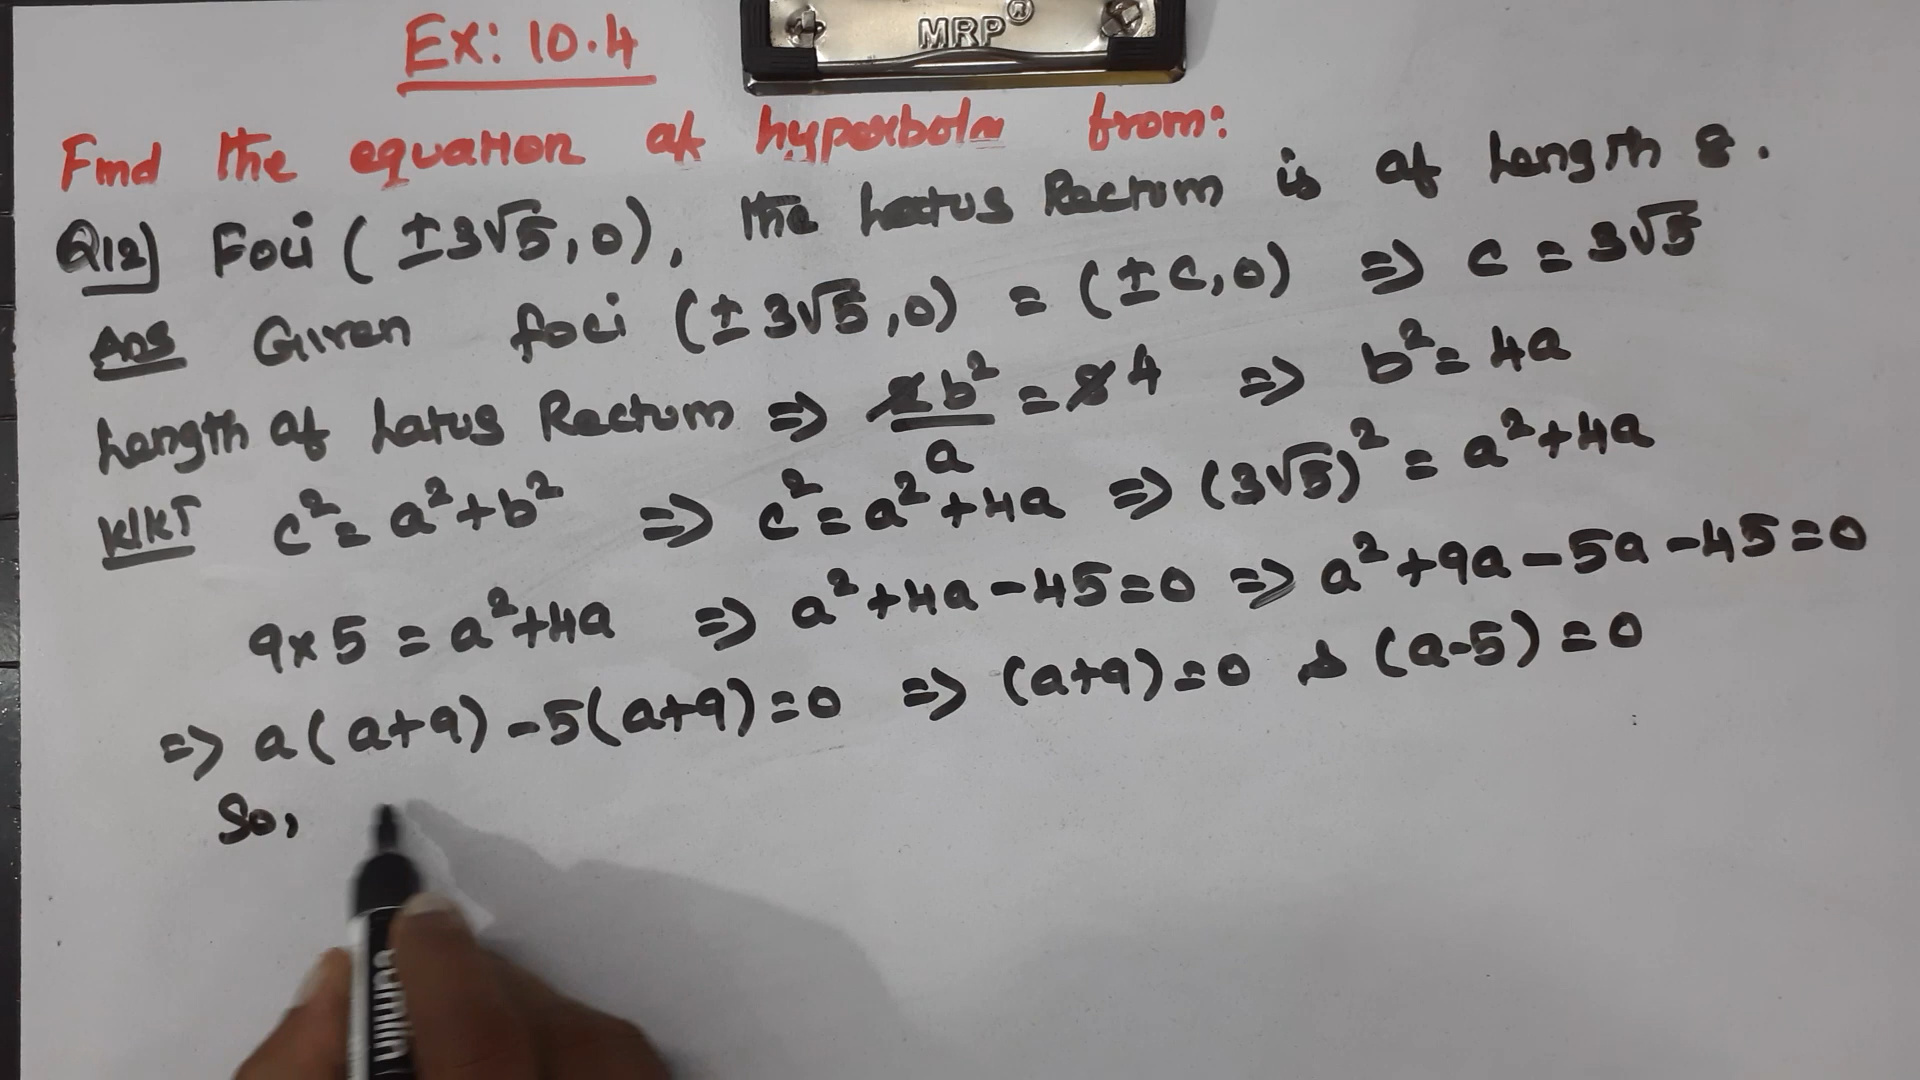 MRP®
Ex: 10.4
Find the equation of hyperbola from:
Q12) Foci (±3√5,0), the Latus Rectum is of Length 8.
Ans Given foci (±3√5,0) = (±c,0) => c = 3√5
Length of Latus Rectum => 2b²/a = 8 4 => b² = 4a
WKT c² = a²+b² => c² = a²+4a => (3√5)² = a²+4a
9x5 = a²+4a => a²+4a-45=0 => a²+9a-5a-45=0
=> a(a+9)-5(a+9)=0 => (a+9)=0 & (a-5)=0
So,